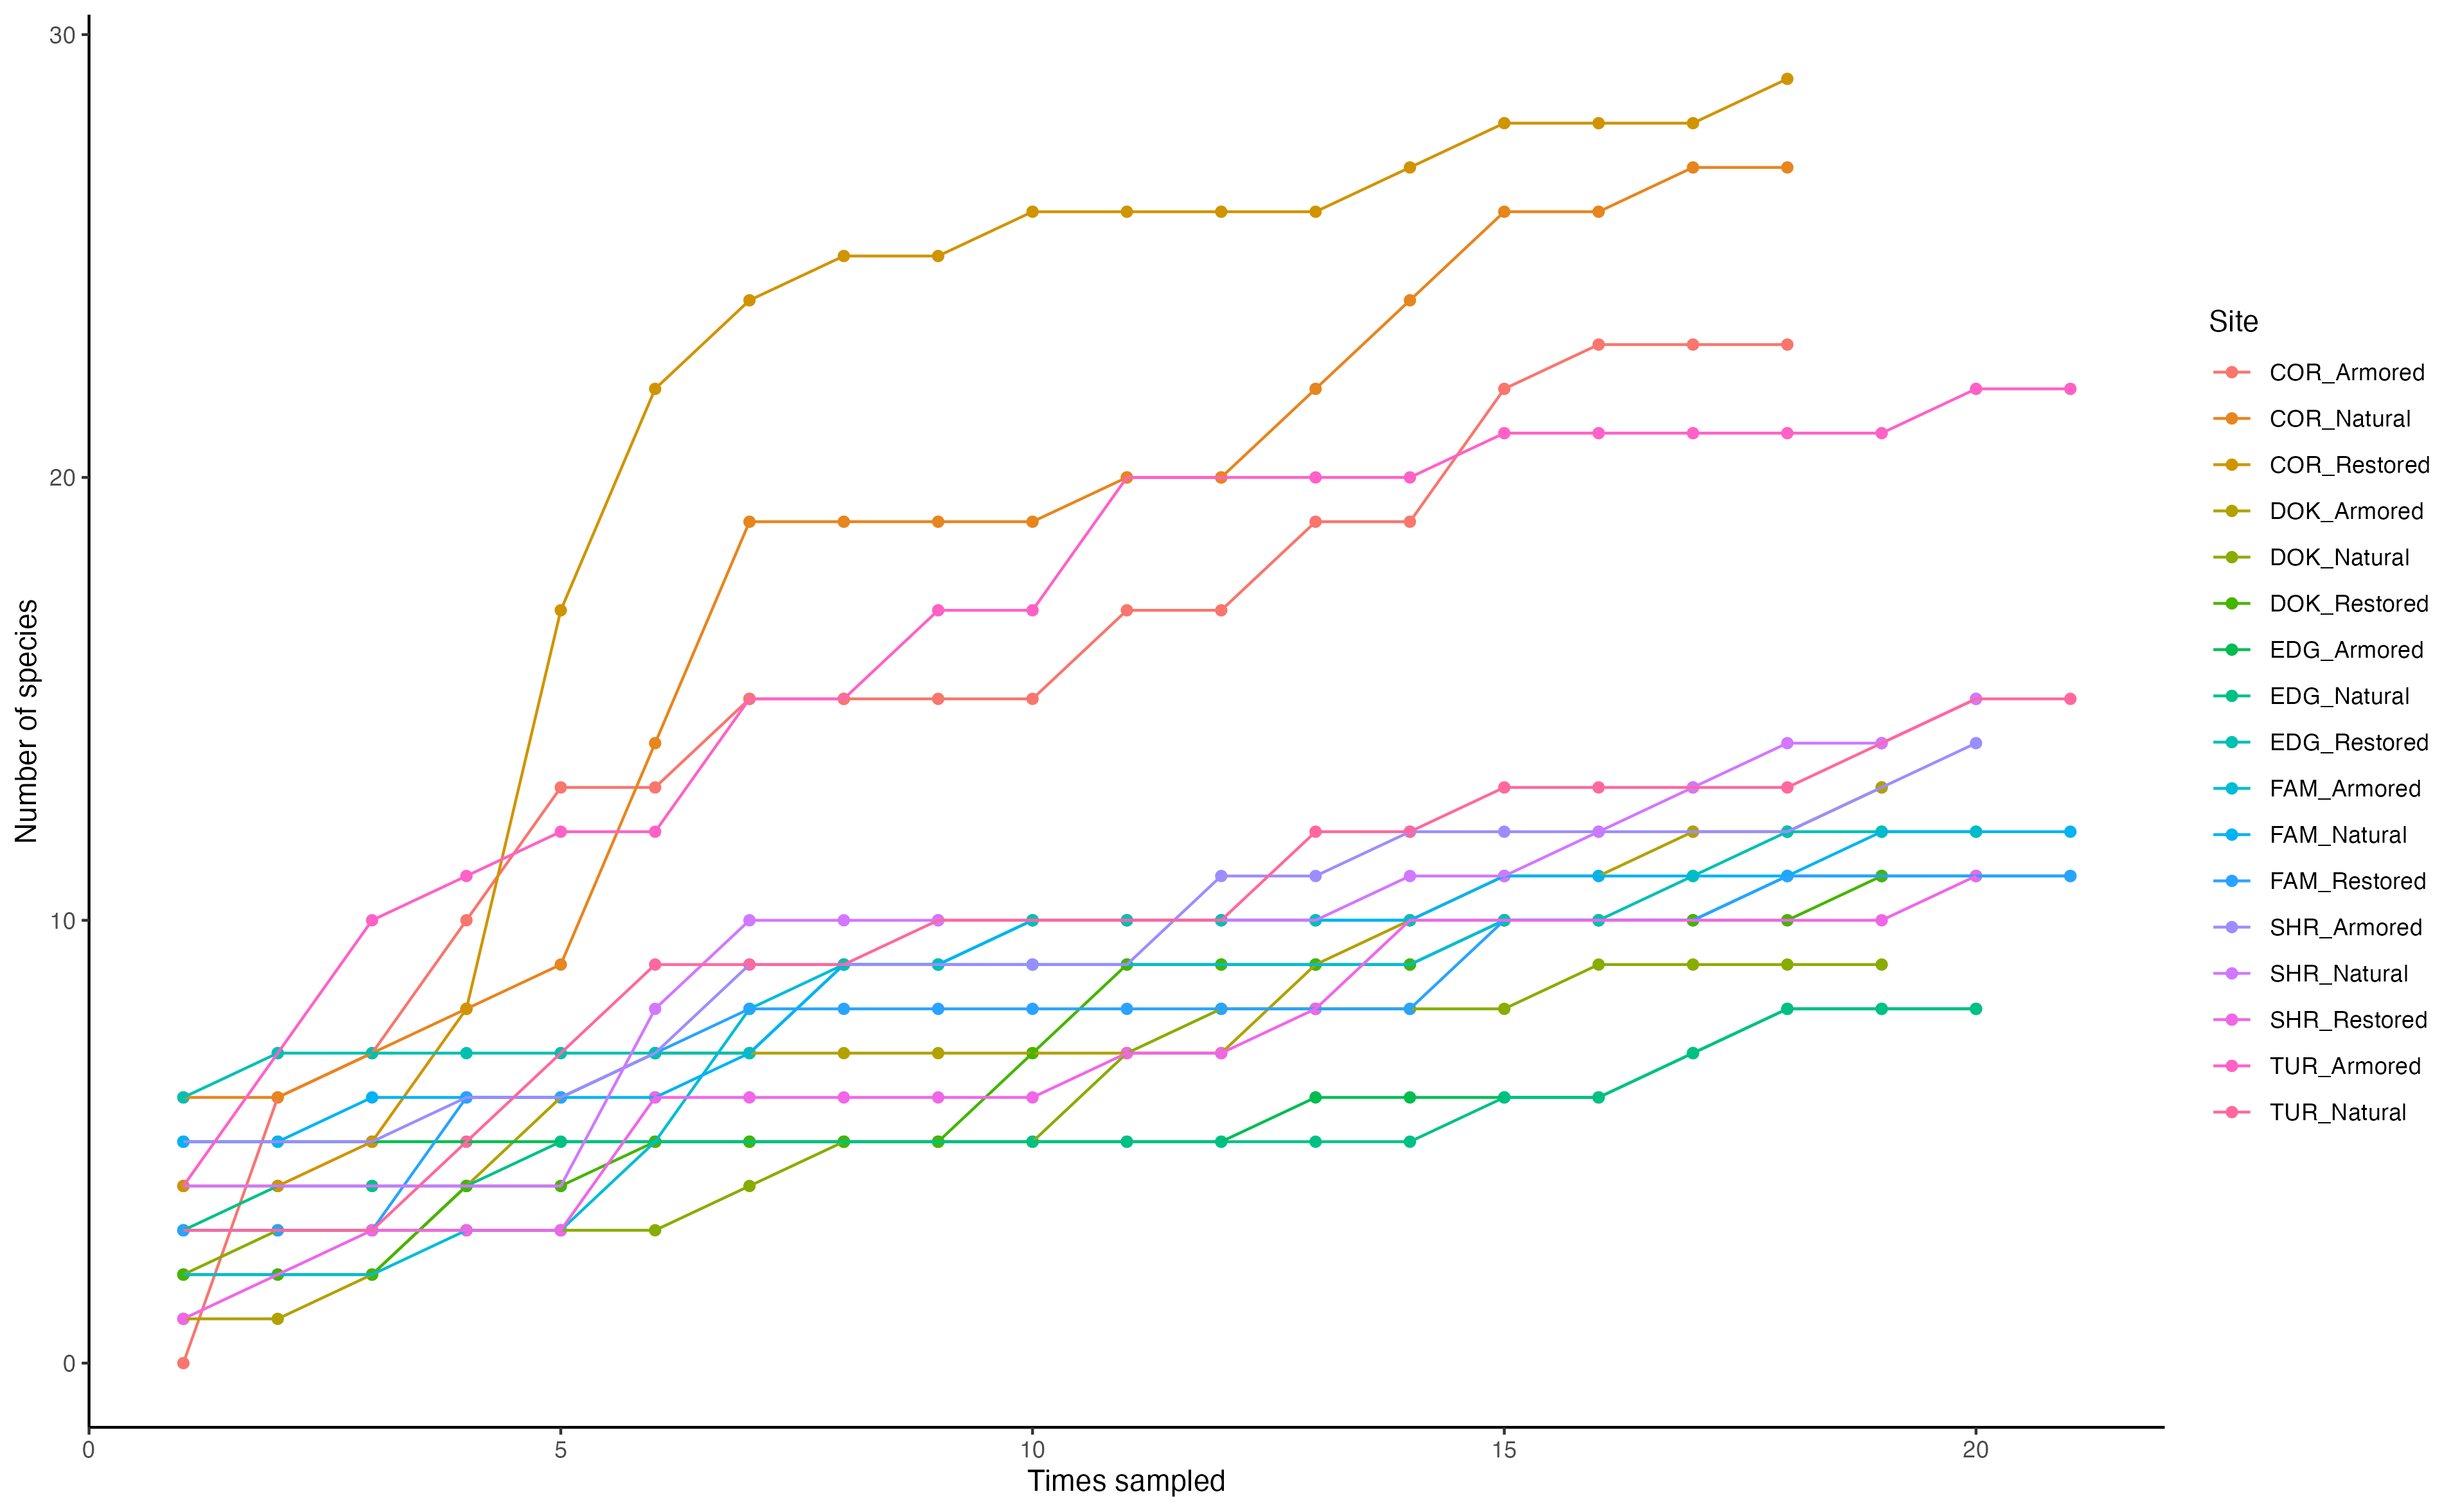 30
20
10
0
Number of species
0 5 10 15 20
Times sampled
Site
COR_Armored
COR_Natural
COR_Restored
DOK_Armored
DOK_Natural
DOK_Restored
EDG_Armored
EDG_Natural
EDG_Restored
FAM_Armored
FAM_Natural
FAM_Restored
SHR_Armored
SHR_Natural
SHR_Restored
TUR_Armored
TUR_Natural